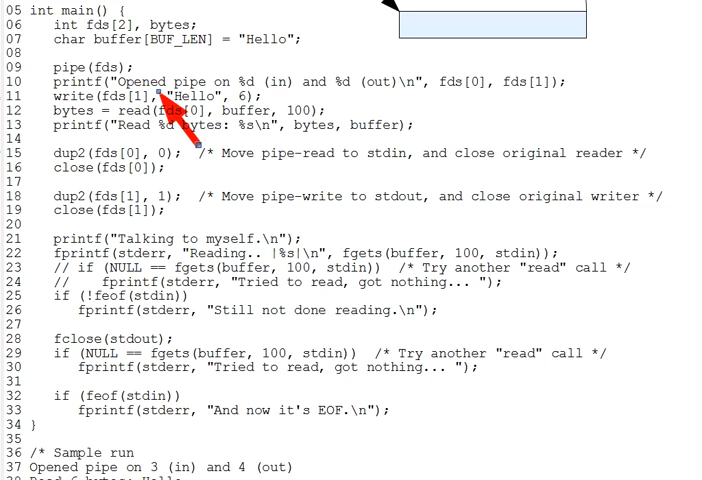 05 int main() {
06    int fds[2], bytes;
07    char buffer[BUF_LEN] = "Hello";
08
09    pipe(fds);
10    printf("Opened pipe on %d (in) and %d (out)\n", fds[0], fds[1]);
11    write(fds[1], "Hello", 6);
12    bytes = read(fds[0], buffer, 100);
13    printf("Read %d bytes: %s\n", bytes, buffer);
14
15    dup2(fds[0], 0);  /* Move pipe-read to stdin, and close original reader */
16    close(fds[0]);
17
18    dup2(fds[1], 1);  /* Move pipe-write to stdout, and close original writer */
19    close(fds[1]);
20
21    printf("Talking to myself.\n");
22    fprintf(stderr, "Reading.. |%s|\n", fgets(buffer, 100, stdin));
23    // if (NULL == fgets(buffer, 100, stdin))  /* Try another "read" call */
24    //    fprintf(stderr, "Tried to read, got nothing... ");
25    if (!feof(stdin))
26       fprintf(stderr, "Still not done reading.\n");
27
28    fclose(stdout);
29    if (NULL == fgets(buffer, 100, stdin))  /* Try another "read" call */
30       fprintf(stderr, "Tried to read, got nothing... ");
31
32    if (feof(stdin))
33       fprintf(stderr, "And now it's EOF.\n");
34 }
35
36 /* Sample run
37 Opened pipe on 3 (in) and 4 (out)
38 Read 6 bytes: Hello